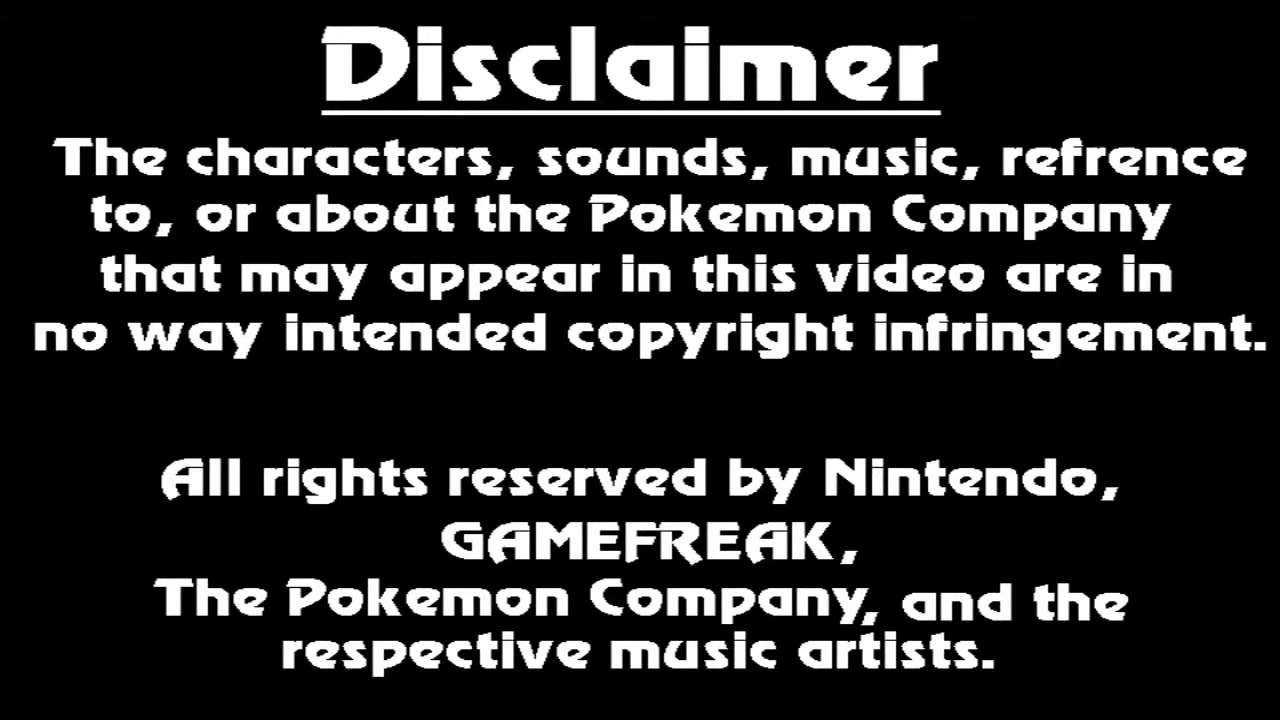 Disclaimer
The characters, sounds, music, refrence
to, or about the Pokemon Company
that may appear in this video are in
no way intended copyright infringement.
All rights reserved by Nintendo,
GAMEFREAK,
The Pokemon Company, and the
respective music artists.